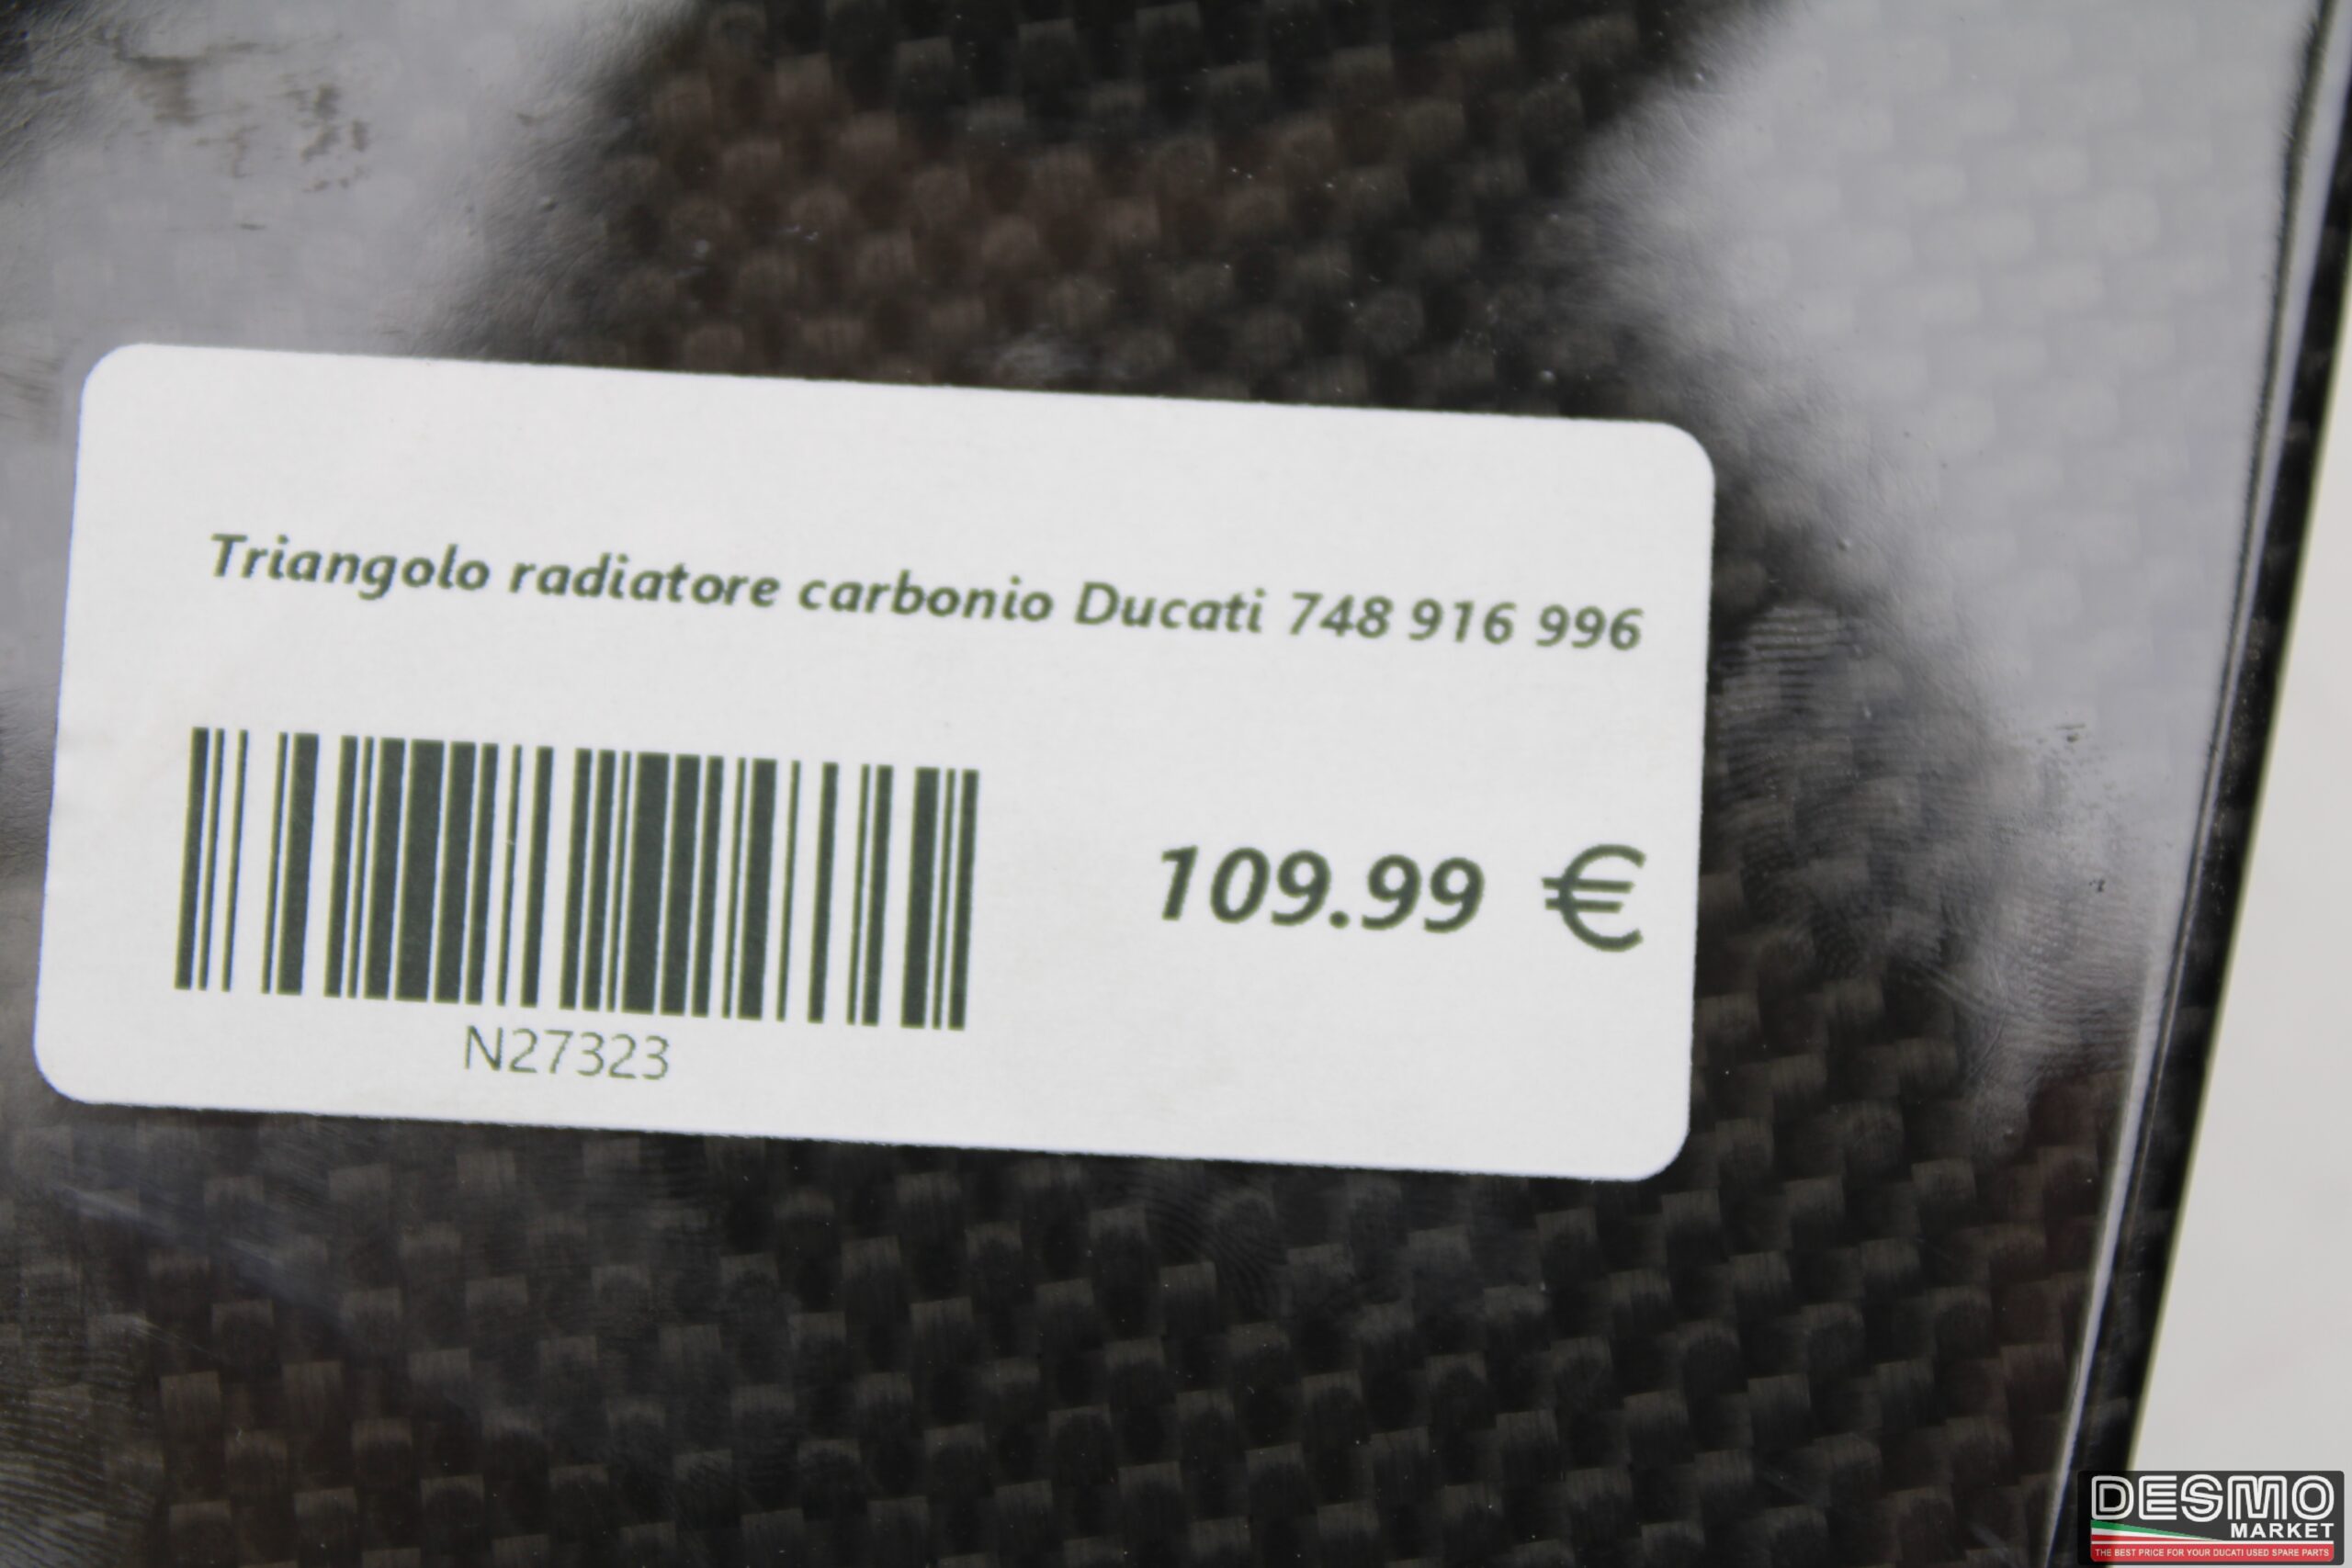 Triangolo radiatore carbonio Ducati 748 916 996
109.99 €
N27323
DESMO
MARKET
THE BEST PRICE FOR YOUR DUCATI USED SPARE PARTS